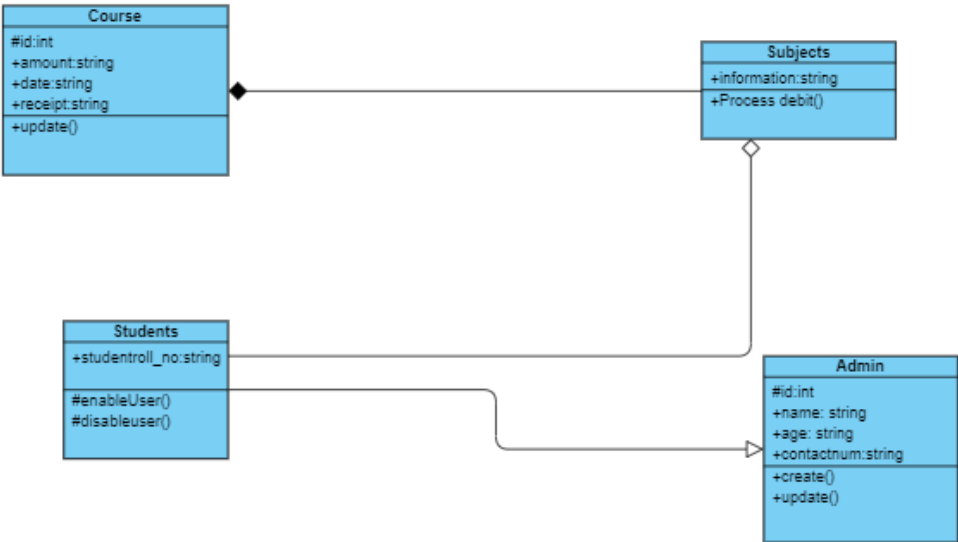 Course
#id:int
+amount:string
+date:string
+receipt:string
+update()
Subjects
+information:string
+Process debit()
Students
+studentroll_no:string
#enableUser()
#disableuser()
Admin
#id:int
+name: string
+age: string
+contactnum:string
+create()
+update()